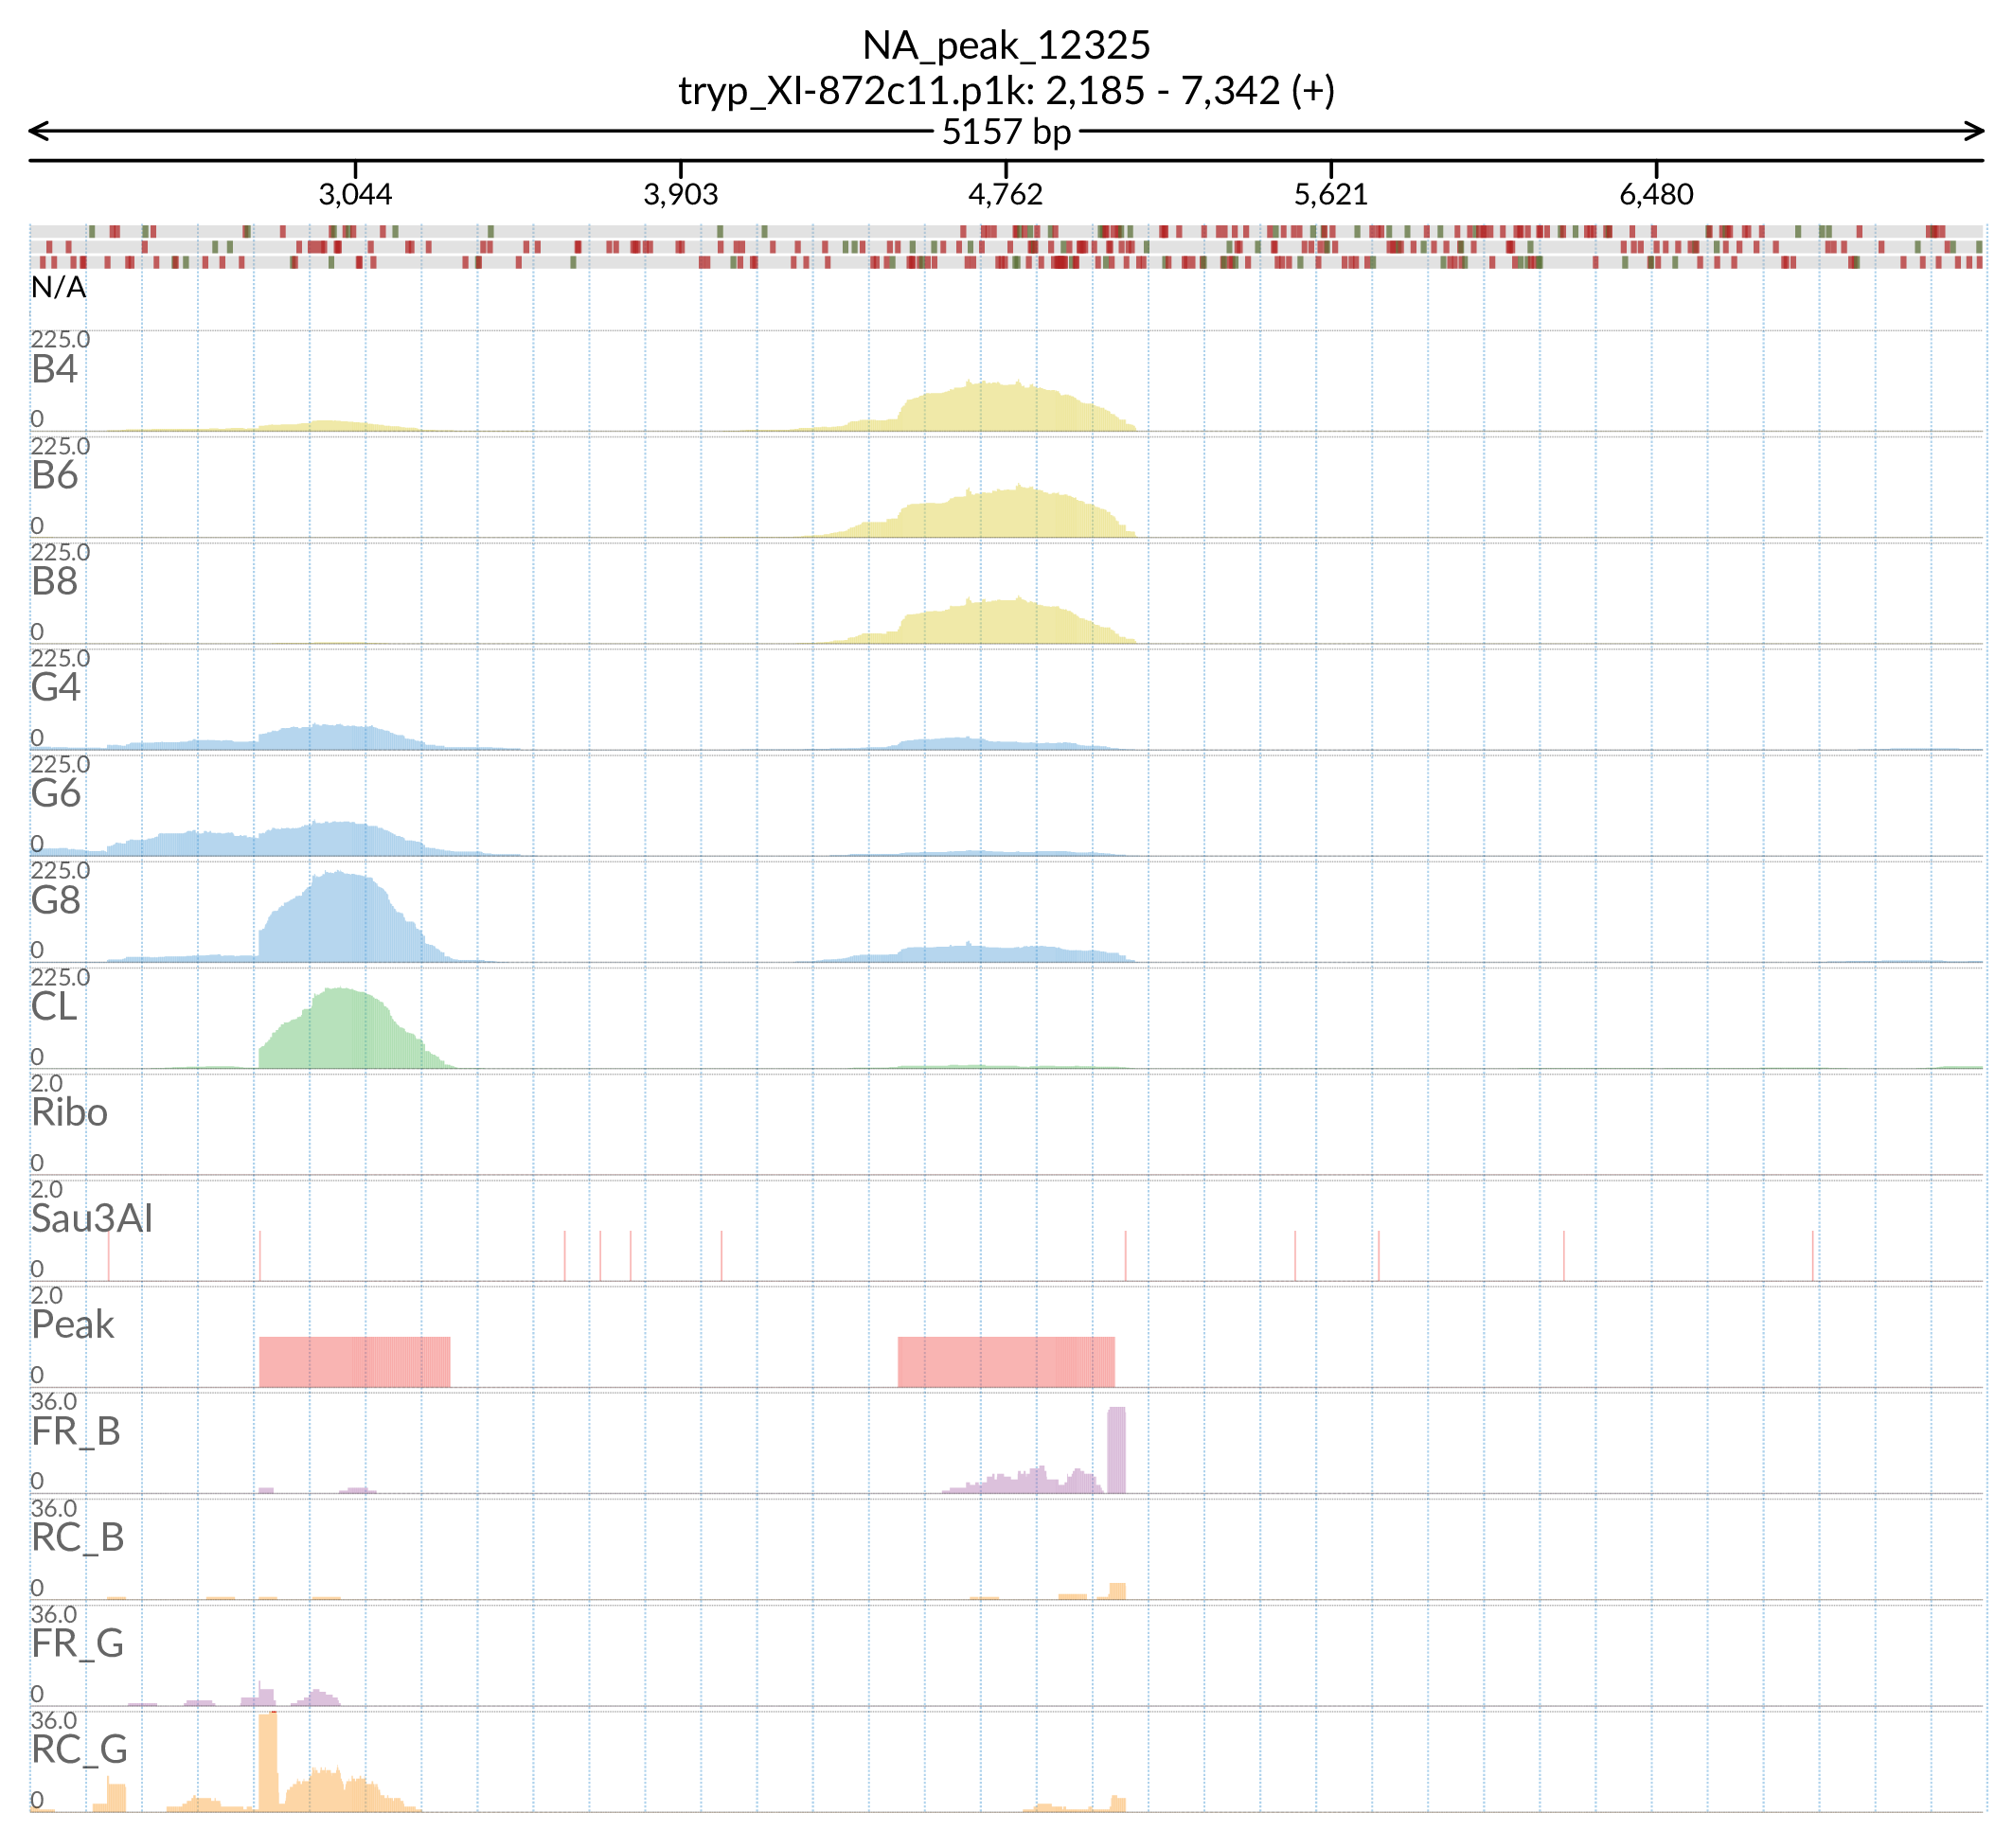 NA_peak_12325
tryp_XI-872c11.p1k: 2,185 - 7,342 (+)
5157 bp
3,044 3,903 4,762 5,621 6,480
N/A
225.0
B4
0
225.0
B6
0
225.0
B8
0
225.0
G4
0
225.0
G6
0
225.0
G8
0
225.0
CL
0
2.0
Ribo
0
2.0
Sau3AI
0
2.0
Peak
0
36.0
FR_B
0
36.0
RC_B
0
36.0
FR_G
0
36.0
RC_G
0